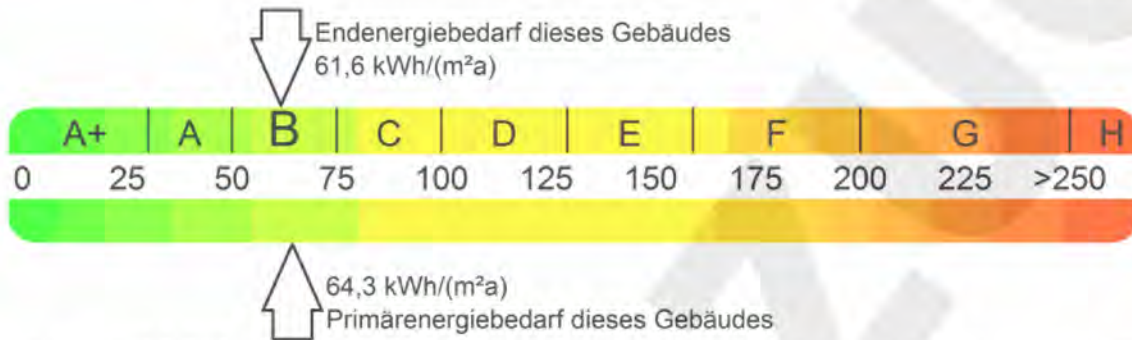 Endenergiebedarf dieses Gebäudes
61,6 kWh/(m²a)
A+ A B C D E F G H
0 25 50 75 100 125 150 175 200 225 >250
64,3 kWh/(m²a)
Primärenergiebedarf dieses Gebäudes